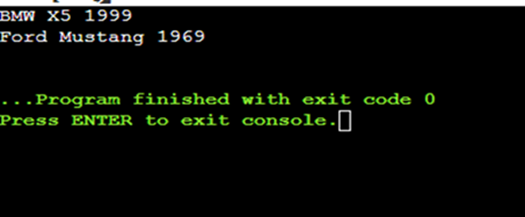 BMW X5 1999
Ford Mustang 1969
...Program finished with exit code 0
Press ENTER to exit console.